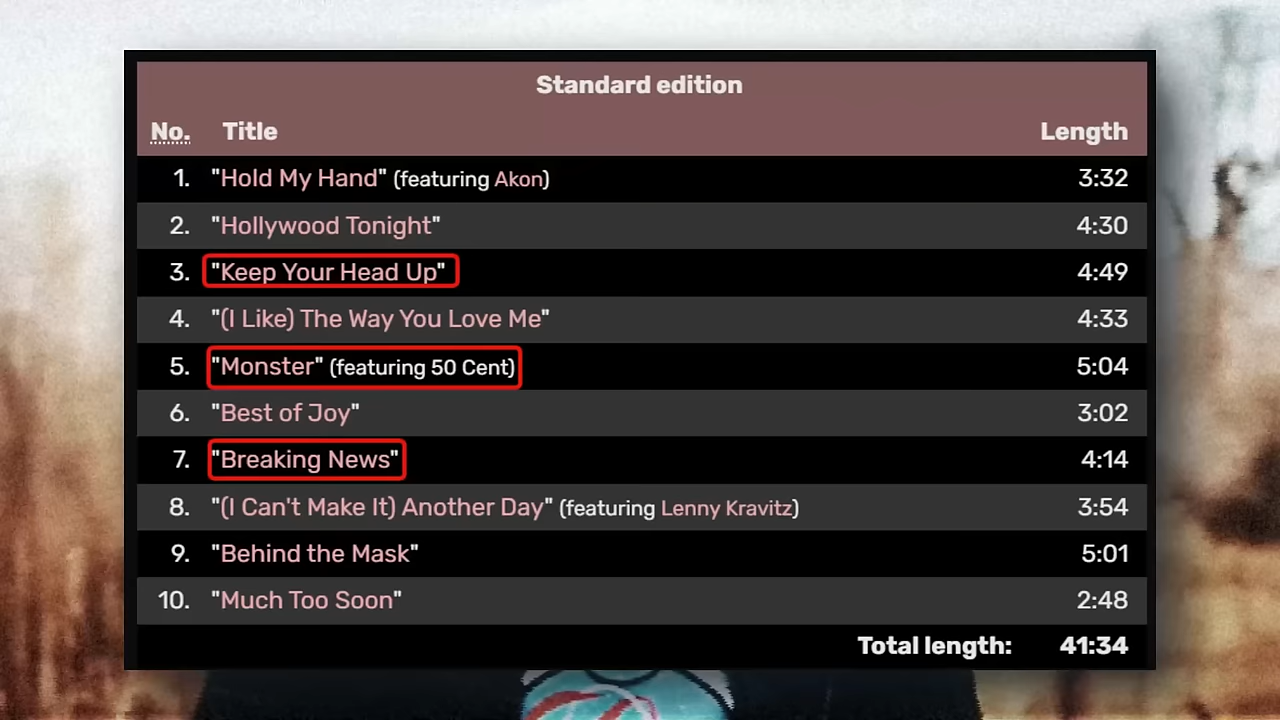 Standard edition
No. Title Length
1. "Hold My Hand" (featuring Akon) 3:32
2. "Hollywood Tonight" 4:30
3. "Keep Your Head Up" 4:49
4. "(I Like) The Way You Love Me" 4:33
5. "Monster" (featuring 50 Cent) 5:04
6. "Best of Joy" 3:02
7. "Breaking News" 4:14
8. "(I Can't Make It) Another Day" (featuring Lenny Kravitz) 3:54
9. "Behind the Mask" 5:01
10. "Much Too Soon" 2:48
Total length: 41:34